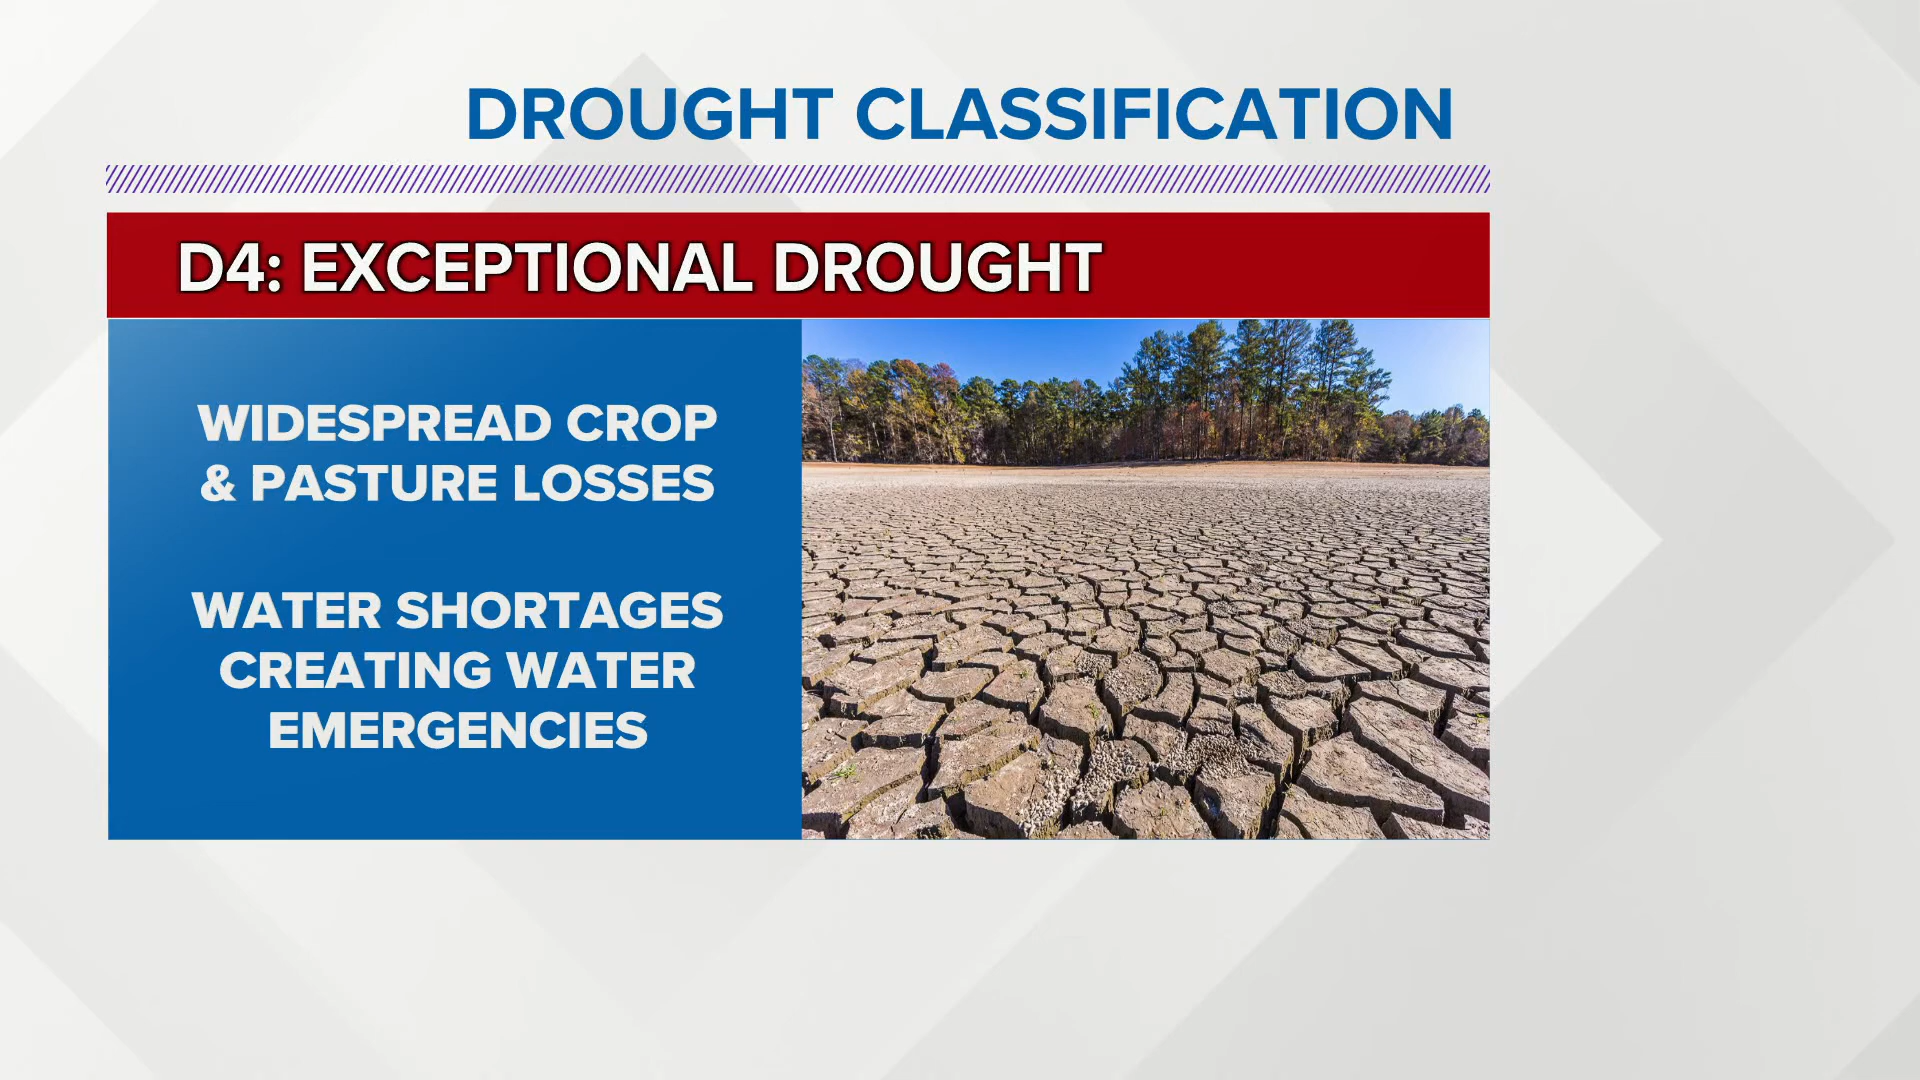 DROUGHT CLASSIFICATION
D4: EXCEPTIONAL DROUGHT
WIDESPREAD CROP
& PASTURE LOSSES
WATER SHORTAGES
CREATING WATER
EMERGENCIES